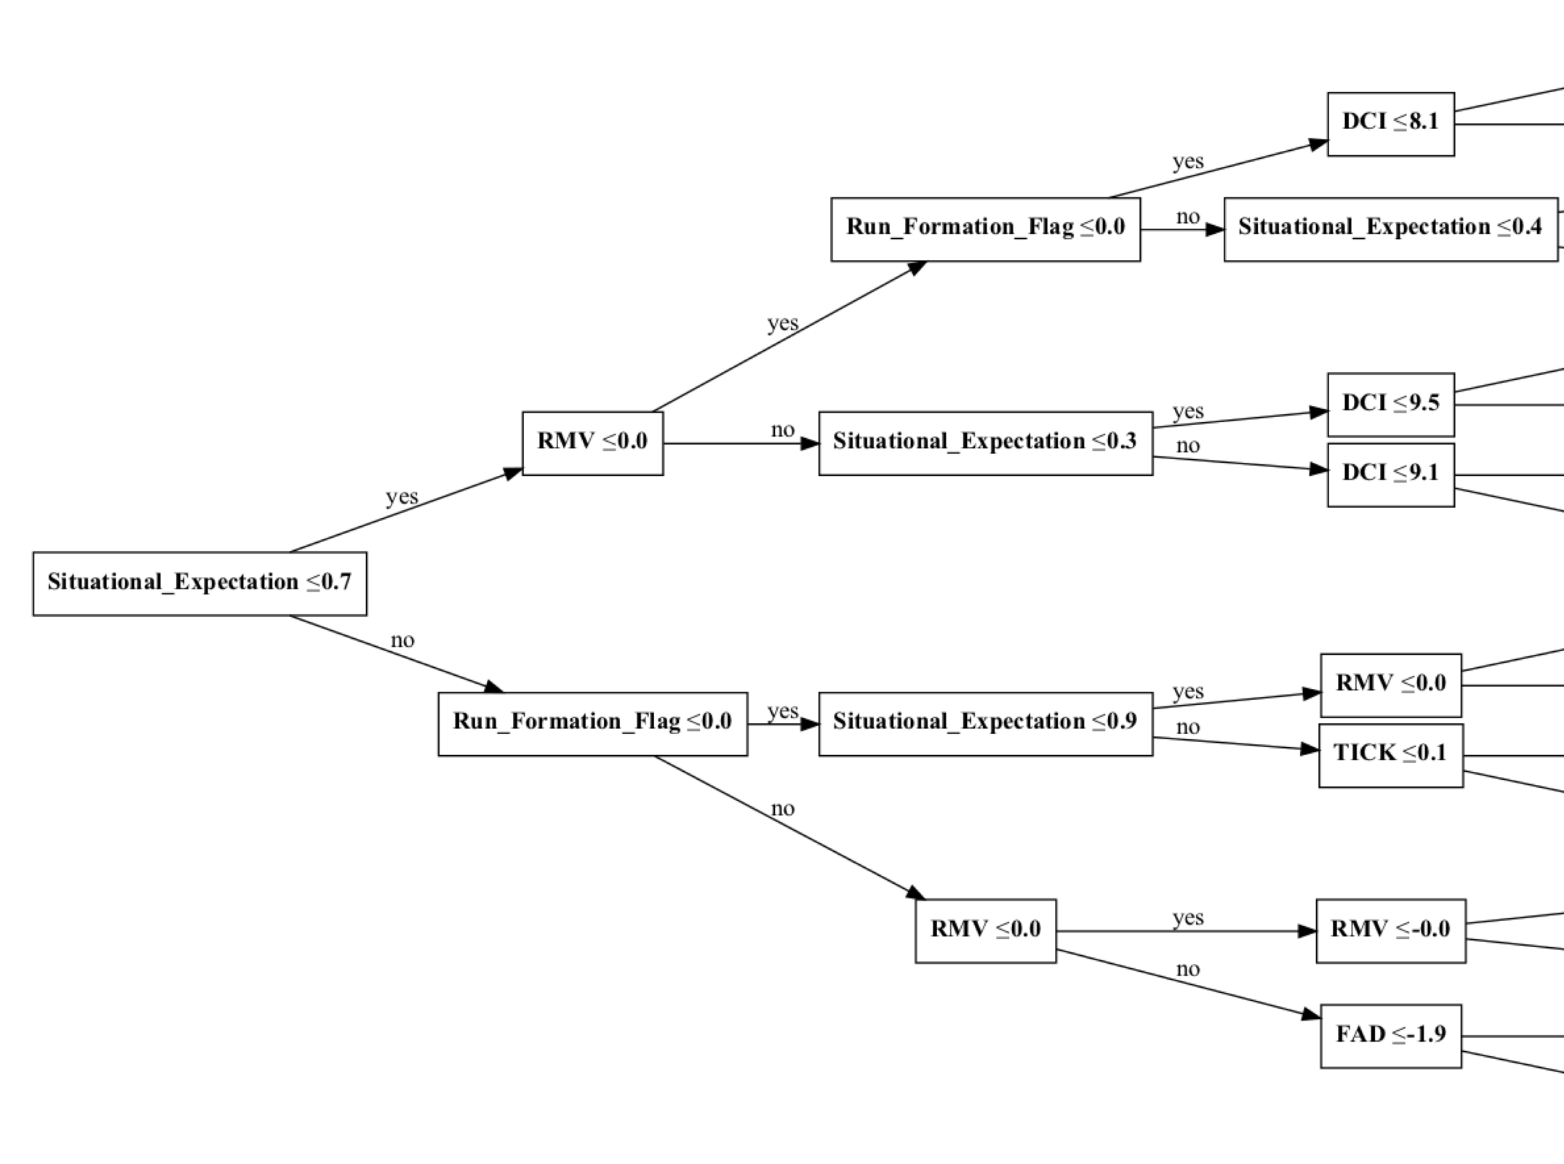 DCI ≤8.1
yes
Run_Formation_Flag ≤0.0
no
Situational_Expectation ≤0.4
yes
DCI ≤9.5
yes
RMV ≤0.0
no
Situational_Expectation ≤0.3
no
DCI ≤9.1
yes
Situational_Expectation ≤0.7
no
RMV ≤0.0
yes
Run_Formation_Flag ≤0.0
yes
Situational_Expectation ≤0.9
no
TICK ≤0.1
no
RMV ≤0.0
yes
RMV ≤-0.0
no
FAD ≤-1.9